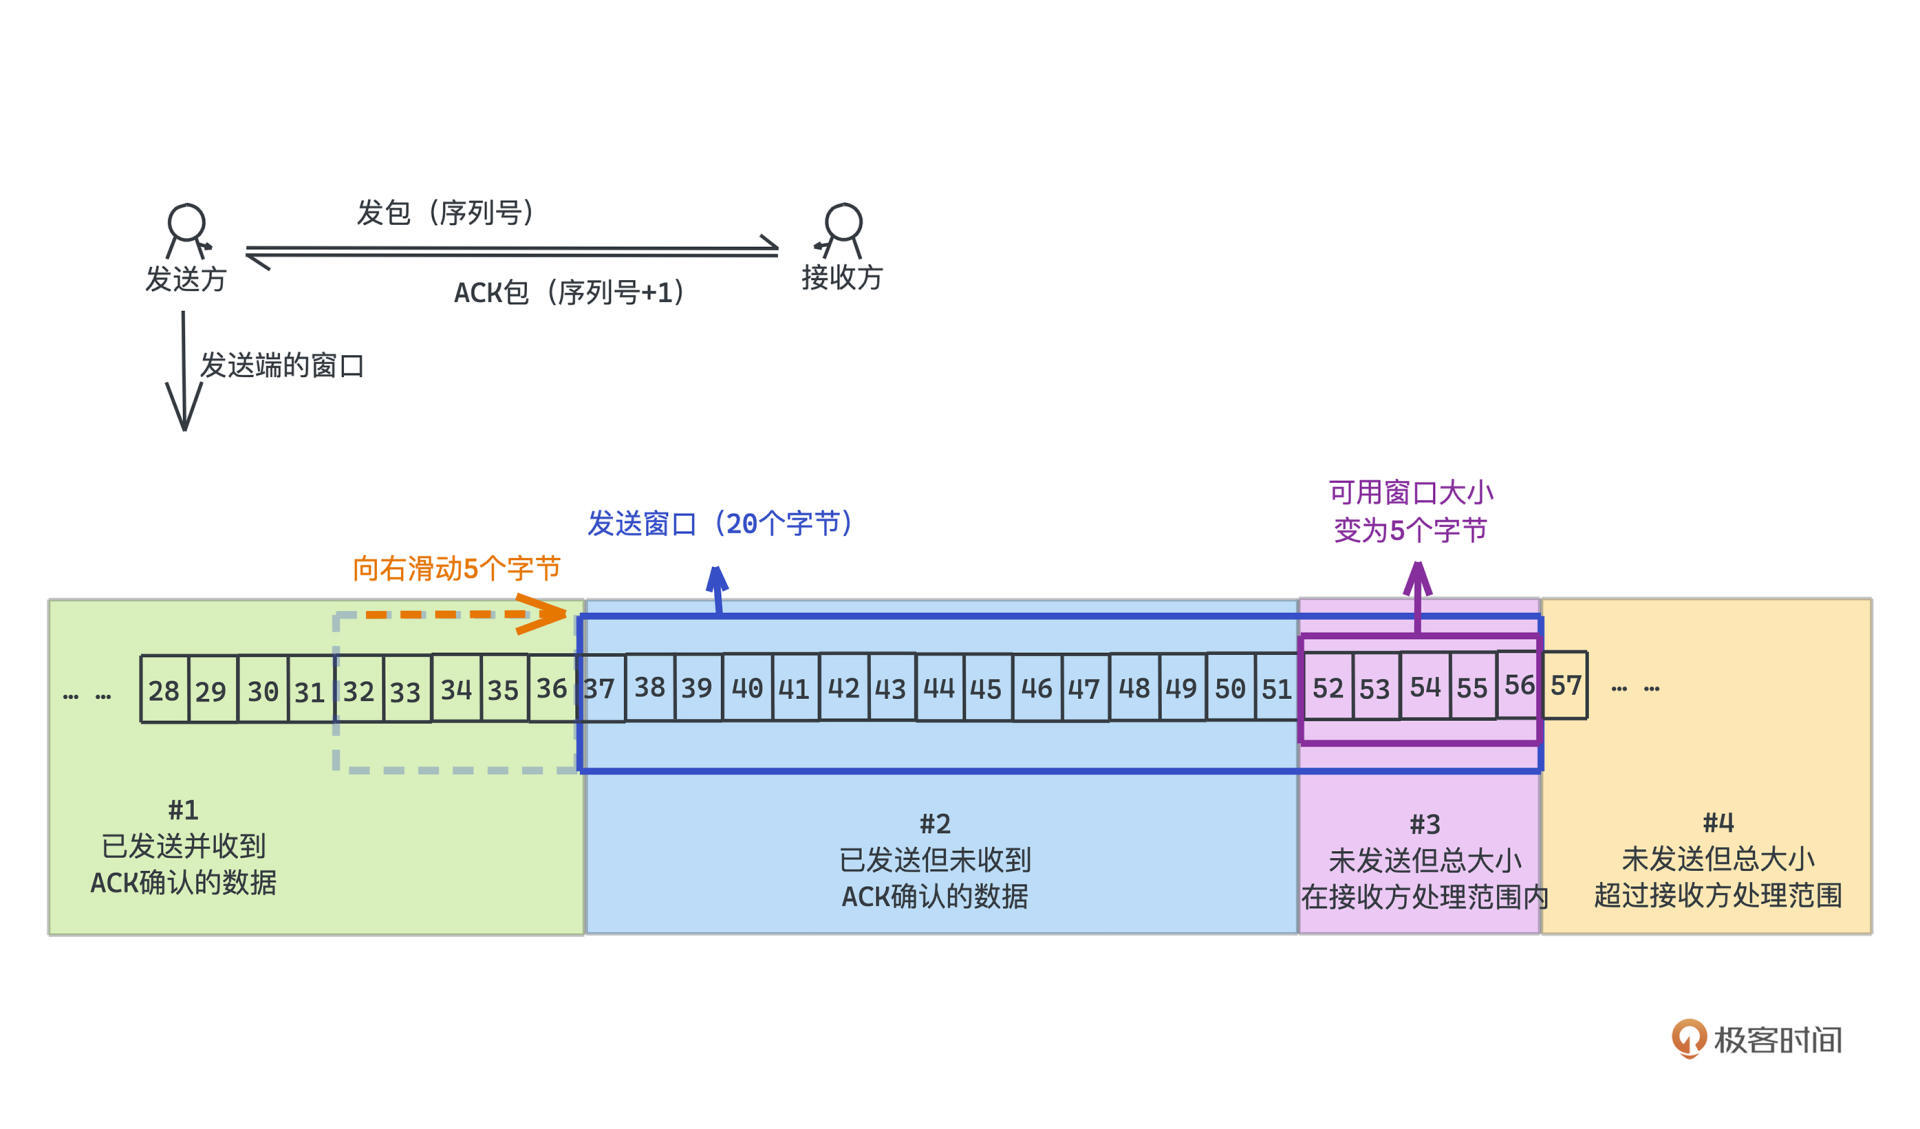 发包（序列号）
发送方
接收方
ACK包（序列号+1）
发送端的窗口
可用窗口大小
变为5个字节
发送窗口（20个字节）
向右滑动5个字节
… … 28 29 30 31 32 33 34 35 36 37 38 39 40 41 42 43 44 45 46 47 48 49 50 51 52 53 54 55 56 57 … …
#1
已发送并收到
ACK确认的数据
#2
已发送但未收到
ACK确认的数据
#3
未发送但总大小
在接收方处理范围内
#4
未发送但总大小
超过接收方处理范围
极客时间